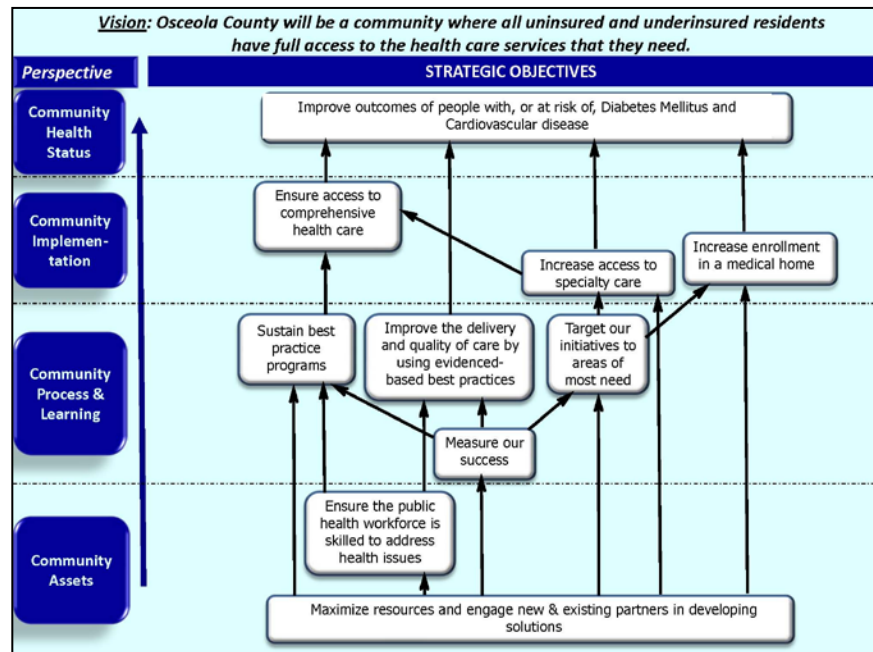 Vision: Osceola County will be a community where all uninsured and underinsured residents
have full access to the health care services that they need.
Perspective
STRATEGIC OBJECTIVES
Community
Health
Status
Improve outcomes of people with, or at risk of, Diabetes Mellitus and
Cardiovascular disease
Community
Implemen-
tation
Ensure access to
comprehensive
health care
Increase access to
specialty care
Increase enrollment
in a medical home
Community
Process &
Learning
Sustain best
practice
programs
Improve the delivery
and quality of care by
using evidenced-
based best practices
Target our
initiatives to
areas of
most need
Measure our
success
Community
Assets
Ensure the public
health workforce is
skilled to address
health issues
Maximize resources and engage new & existing partners in developing
solutions